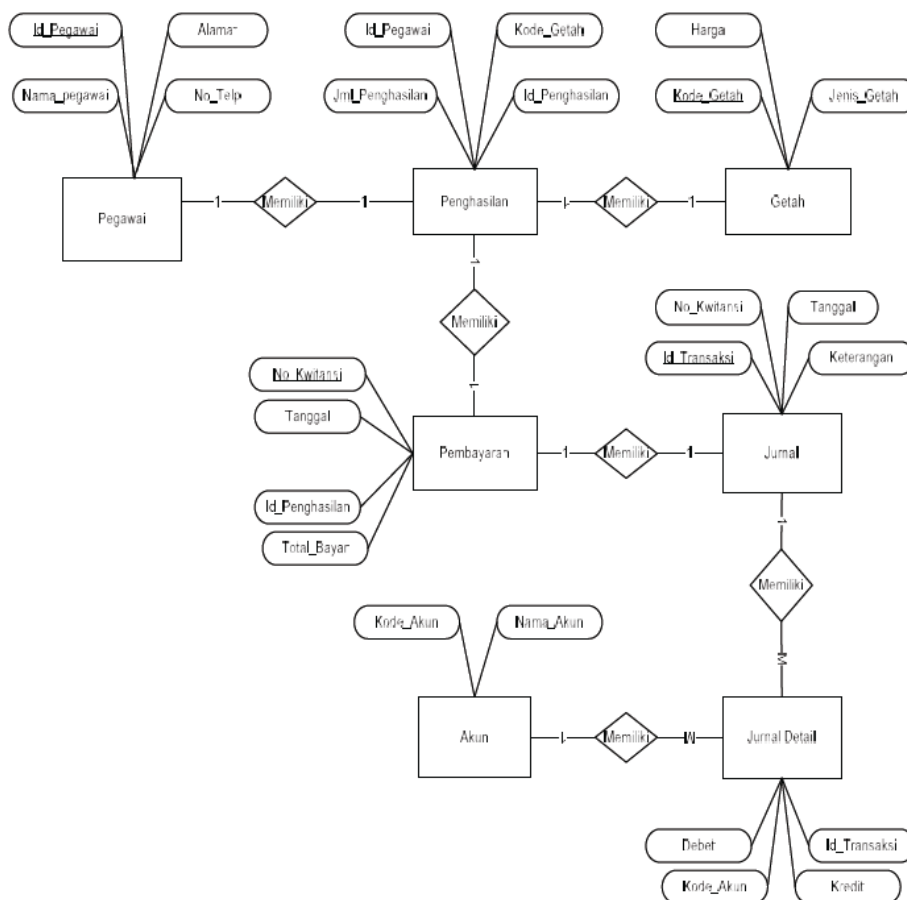 Id_Pegawai
Alamat
Id_Pegawai
Kode_Getah
Harga
Nama_pegawai
No_Telp
Jml_Penghasilan
Id_Penghasilan
Kode_Getah
Jenis_Getah
Pegawai
1
Memiliki
1
Penghasilan
1
Memiliki
1
Getah
1
Memiliki
1
No_Kwitansi
Tanggal
Id_Transaksi
Keterangan
No_Kwitansi
Tanggal
Id_Penghasilan
Total_Bayar
Pembayaran
1
Memiliki
1
Jurnal
1
Memiliki
M
Kode_Akun
Nama_Akun
Akun
1
Memiliki
M
Jurnal Detail
Debet
Id_Transaksi
Kode_Akun
Kredit